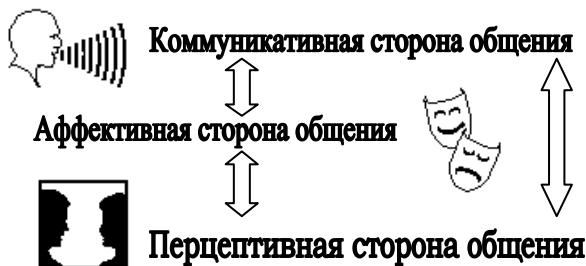 Коммуникативная сторона общения
Аффективная сторона общения
Перцептивная сторона общения